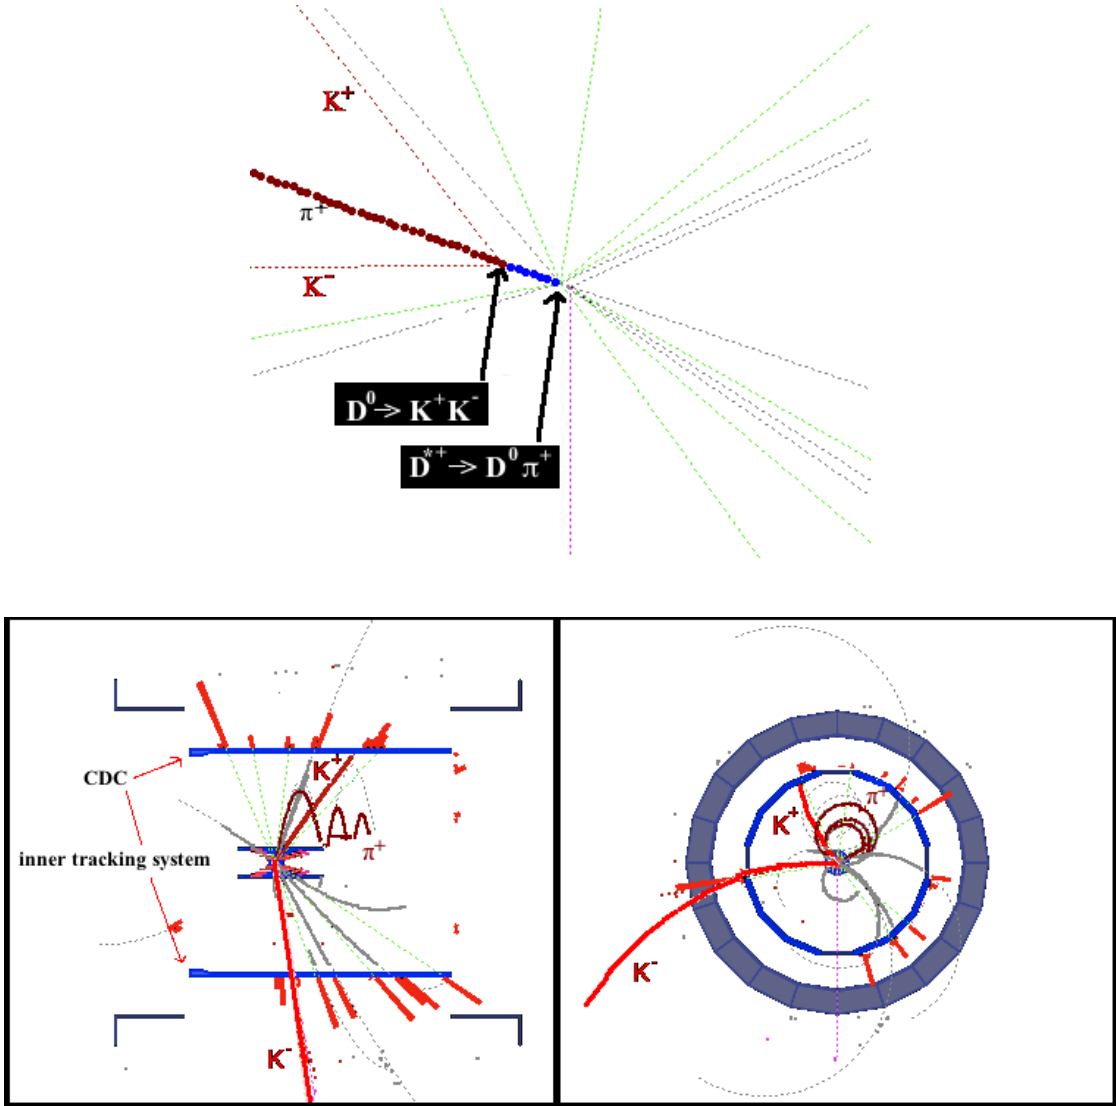 K⁺
π⁺
K⁻
D⁰-> K⁺K⁻
D*⁺-> D⁰π⁺
K⁺
CDC
π⁺
inner tracking system
K⁻
π⁺
K⁺
K⁻